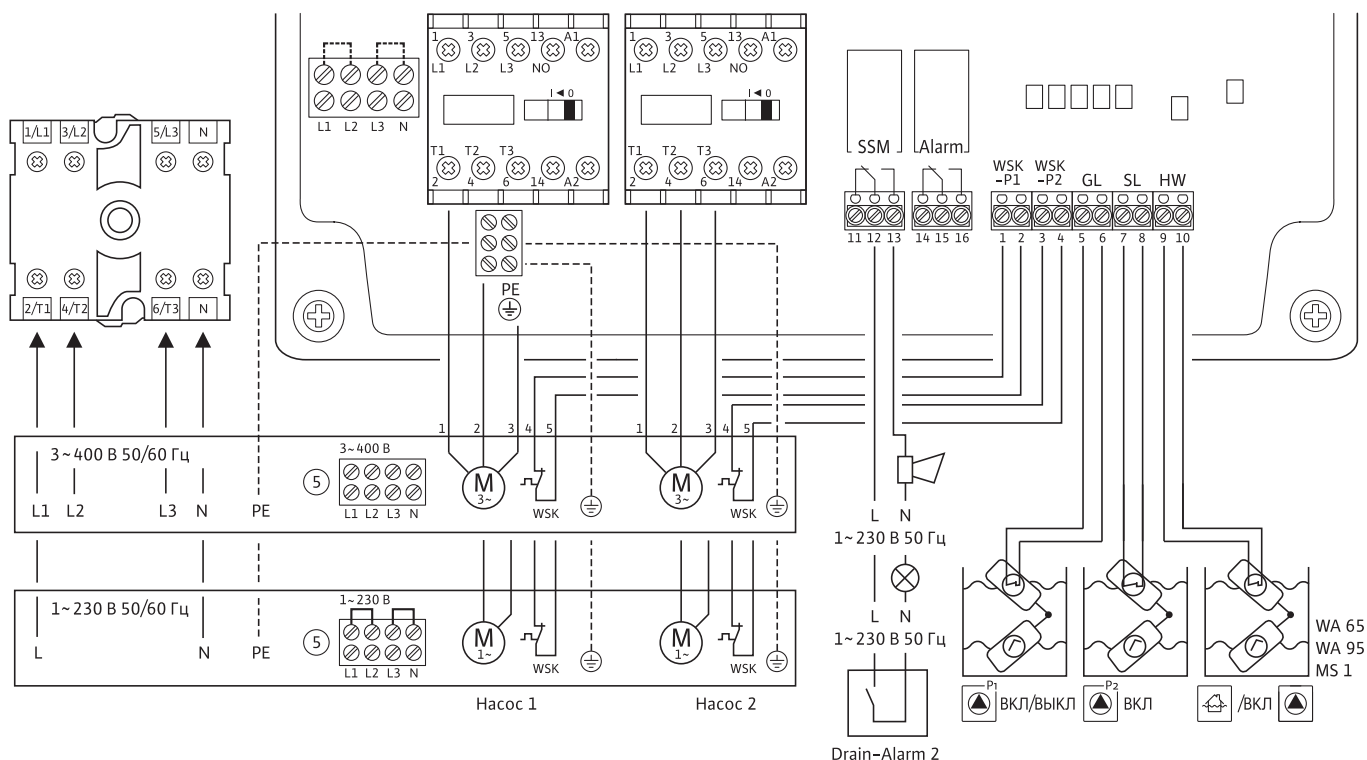 1 3 5 13 A1
L1 L2 L3 NO
I ◄ 0
T1 T2 T3
2 4 6 14 A2
1 3 5 13 A1
L1 L2 L3 NO
I ◄ 0
T1 T2 T3
2 4 6 14 A2
L1 L2 L3 N
1/L1 3/L2 5/L3 N
2/T1 4/T2 6/T3 N
SSM Alarm
11 12 13 14 15 16
WSK-P1 WSK-P2 GL SL HW
1 2 3 4 5 6 7 8 9 10
PE
1 2 3 4 5 1 2 3 4 5
3~400 В 50/60 Гц
3~400 В
5
L1 L2 L3 N
L1 L2 L3 N PE
M 3~
WSK
M 3~
WSK
L N
1~230 В 50 Гц
1~230 В 50/60 Гц
1~230 В
5
L1 L2 L3 N
L N PE
M 1~
WSK
M 1~
WSK
L N
1~230 В 50 Гц
WA 65
WA 95
MS 1
Насос 1 Насос 2
P1 ВКЛ/ВЫКЛ P2 ВКЛ /ВКЛ
Drain-Alarm 2